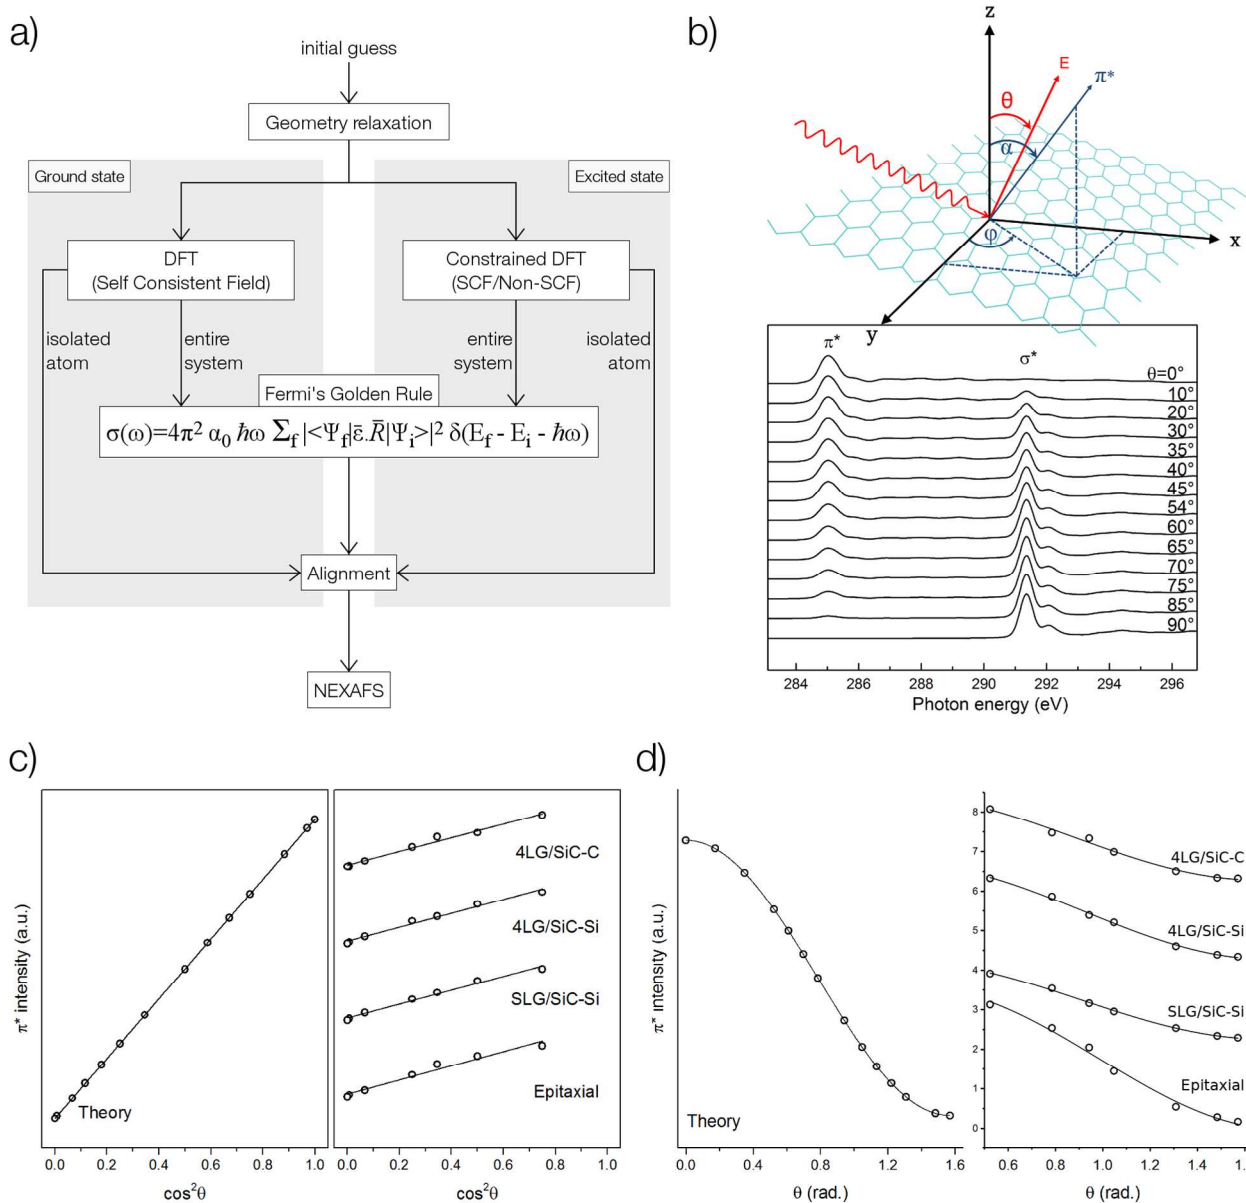 a)
initial guess
Geometry relaxation
Ground state
Excited state
DFT
(Self Consistent Field)
Constrained DFT
(SCF/Non-SCF)
isolated
atom
entire
system
entire
system
isolated
atom
Fermi's Golden Rule
σ(ω)=4π² α₀ ħω Σ_f |<Ψ_f|ε̄.R̄|Ψ_i>|² δ(E_f - E_i - ħω)
Alignment
NEXAFS
b)
z
E
π*
θ
α
φ
x
y
π*
σ*
θ=0°
10°
20°
30°
35°
40°
45°
54°
60°
65°
70°
75°
85°
90°
284 286 288 290 292 294 296
Photon energy (eV)
c)
π* intensity (a.u.)
Theory
0.0 0.2 0.4 0.6 0.8 1.0
cos²θ
4LG/SiC-C
4LG/SiC-Si
SLG/SiC-Si
Epitaxial
0.0 0.2 0.4 0.6 0.8 1.0
cos²θ
d)
π* intensity (a.u.)
Theory
0.0 0.4 0.8 1.2 1.6
θ (rad.)
8
7
6
5
4
3
2
1
0
4LG/SiC-C
4LG/SiC-Si
SLG/SiC-Si
Epitaxial
0.6 0.8 1.0 1.2 1.4
θ (rad.)